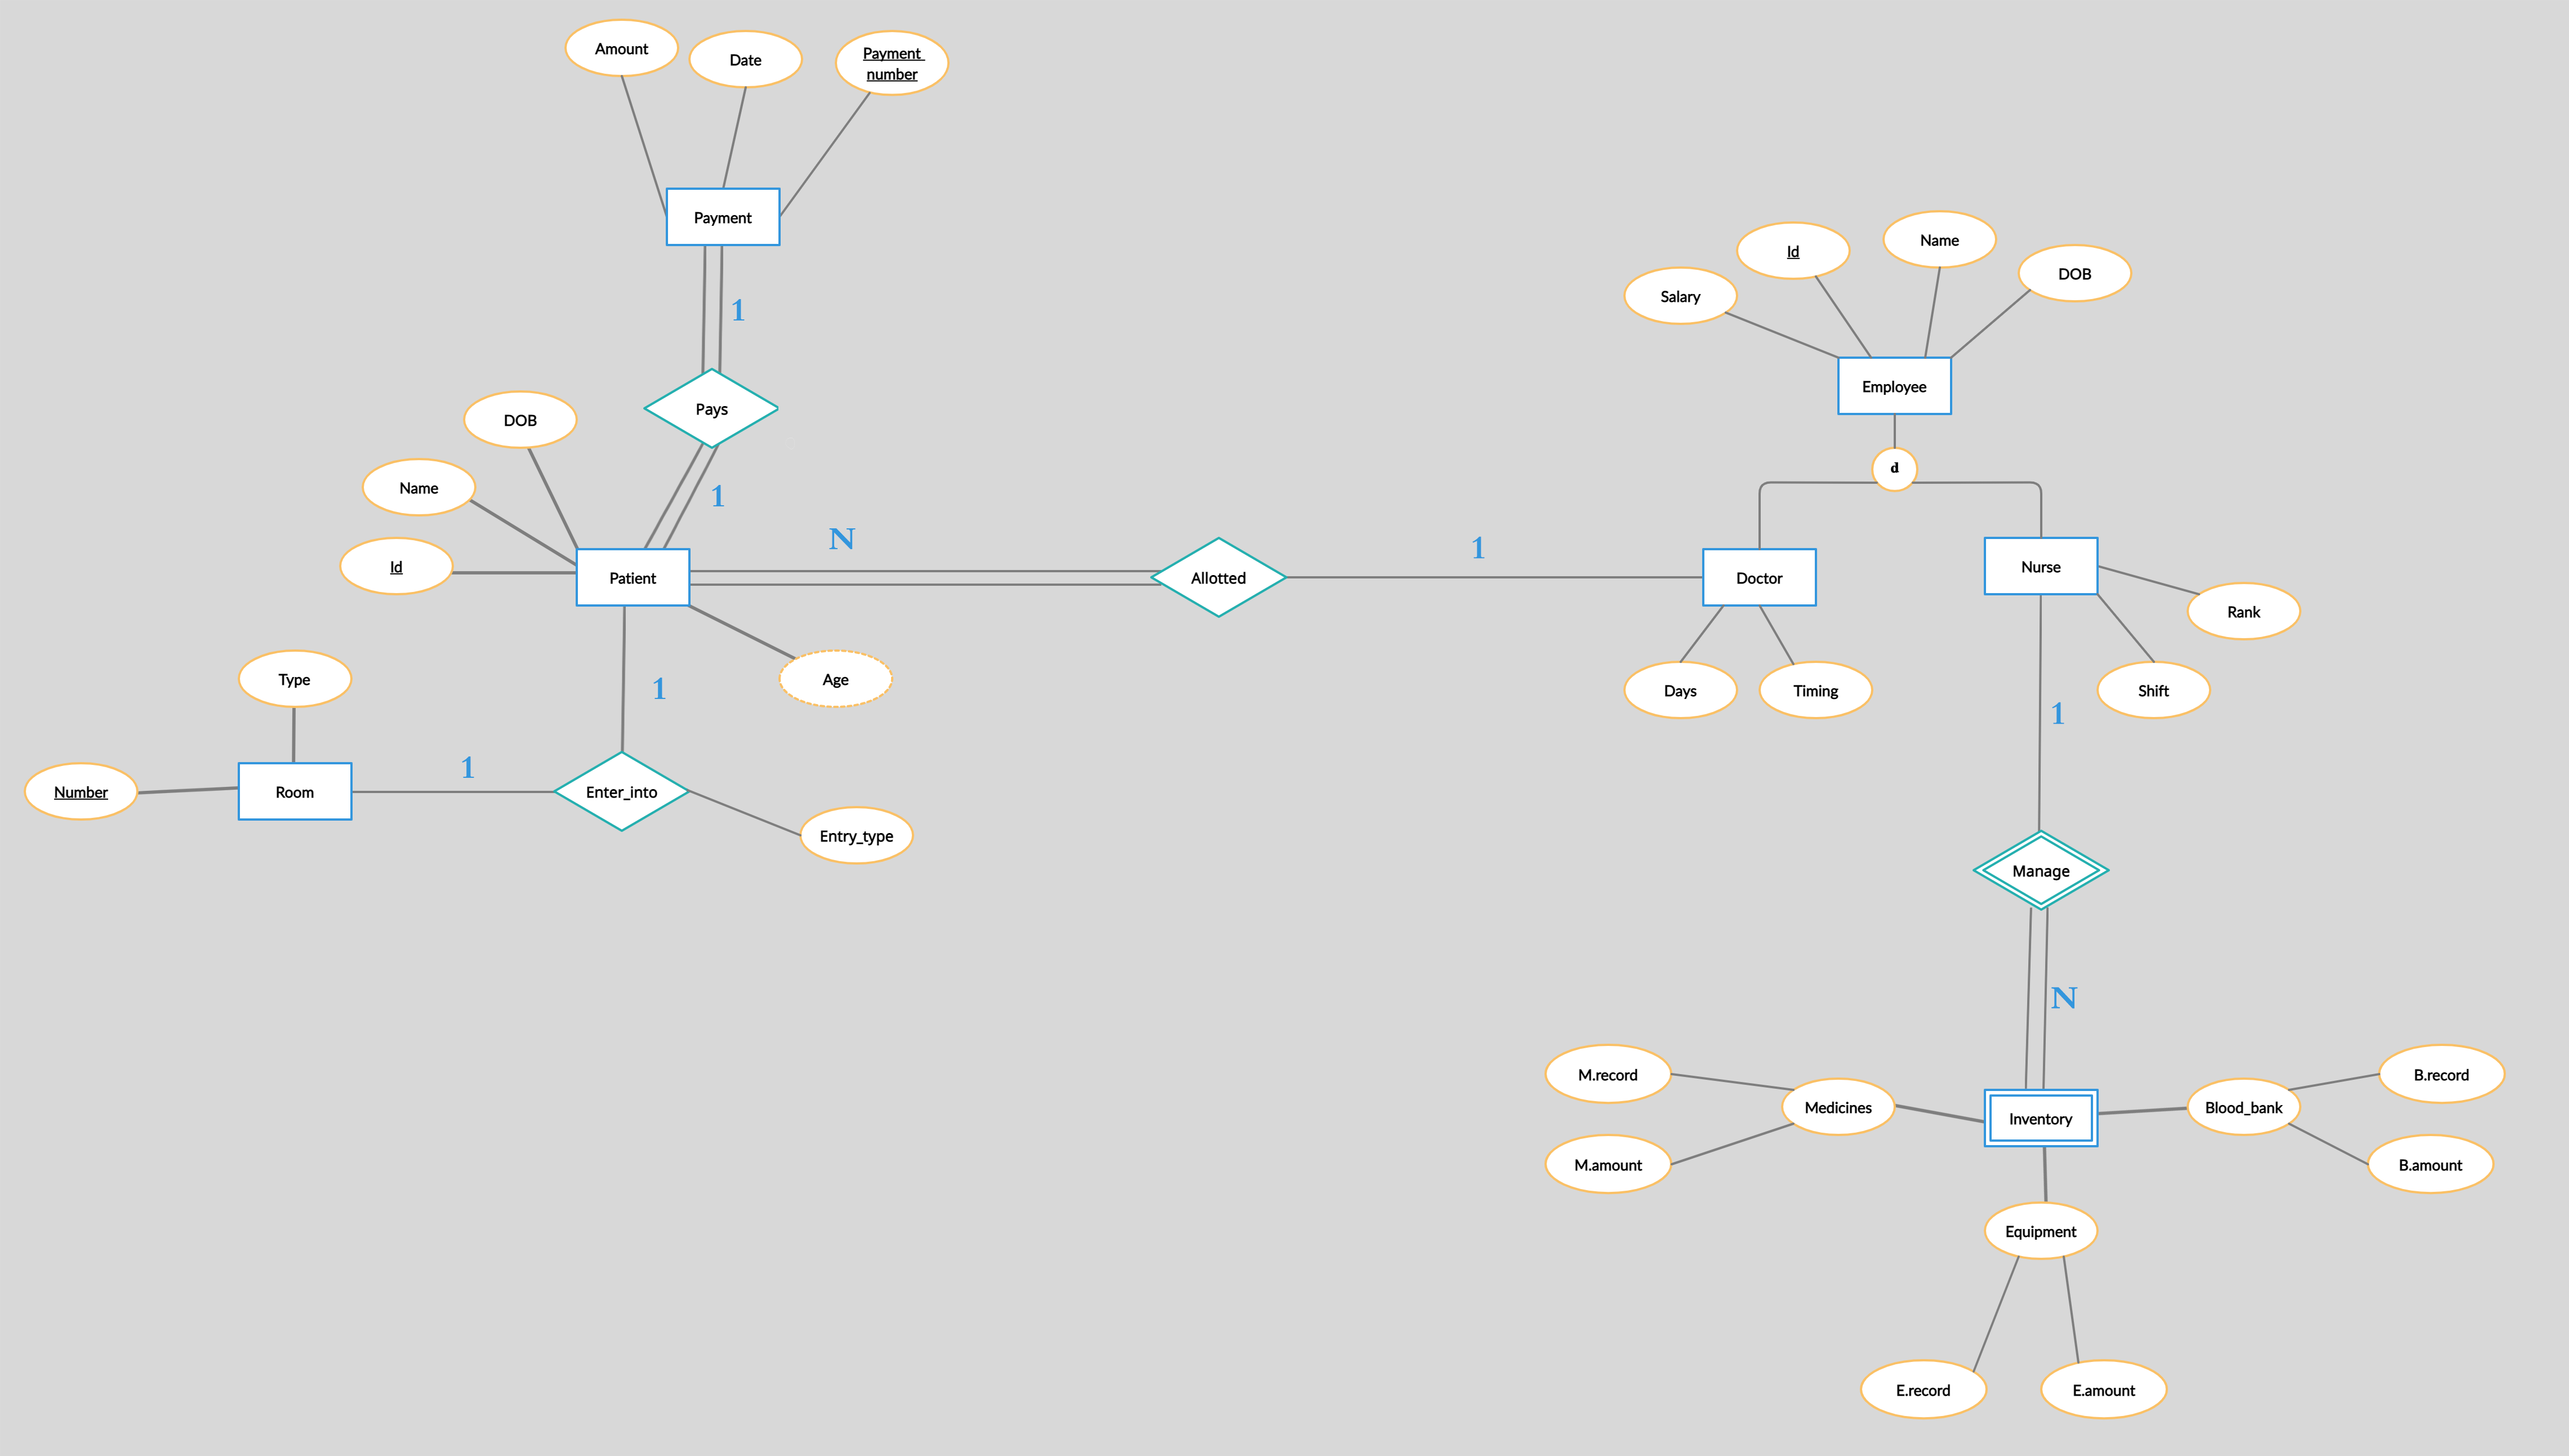 Amount
Date
Payment
number
Payment
1
Pays
1
DOB
Name
Id
Patient
N
Allotted
1
Age
Type
1
Number
Room
1
Enter_into
Entry_type
Salary
Id
Name
DOB
Employee
d
Doctor
Nurse
Rank
Days
Timing
Shift
1
Manage
N
M.record
Medicines
M.amount
Inventory
Blood_bank
B.record
B.amount
Equipment
E.record
E.amount